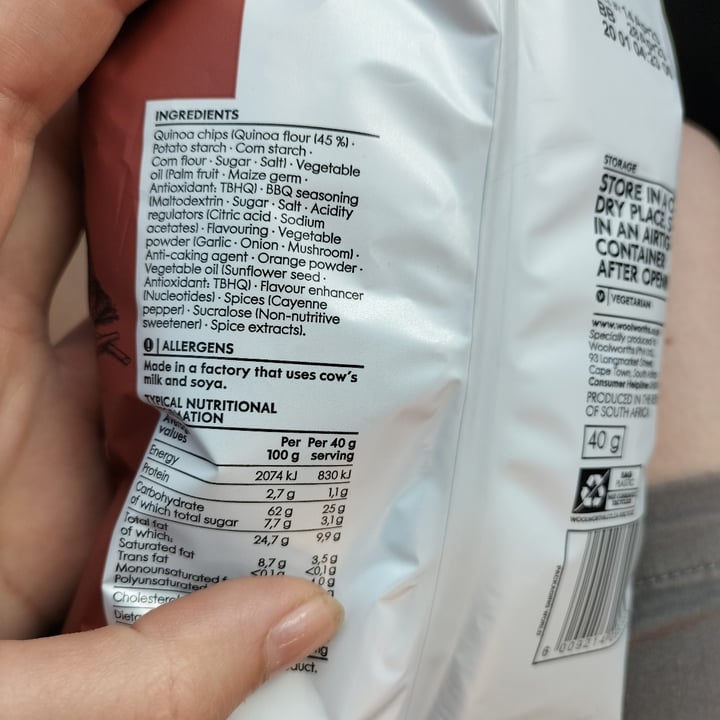 INGREDIENTS
Quinoa chips (Quinoa flour (45 %) ·
Potato starch · Corn starch ·
Corn flour · Sugar · Salt) · Vegetable
oil (Palm fruit · Maize germ ·
Antioxidant: TBHQ) · BBQ seasoning
(Maltodextrin · Sugar · Salt · Acidity
regulators (Citric acid · Sodium
acetates) · Flavouring · Vegetable
powder (Garlic · Onion · Mushroom) ·
Anti-caking agent · Orange powder ·
Vegetable oil (Sunflower seed ·
Antioxidant: TBHQ) · Flavour enhancer
(Nucleotides) · Spices (Cayenne
pepper) · Sucralose (Non-nutritive
sweetener) · Spice extracts).
ALLERGENS
Made in a factory that uses cow's
milk and soya.
TYPICAL NUTRITIONAL
values Per Per 40 g
100 g serving
Energy 2074 kJ 830 kJ
Protein 2,7 g 1,1g
Carbohydrate 62 g 25 g
of which total sugar 7,7 g 3,1g
Total fat 24,7 g 9,9 g
of which:
Saturated fat 8,7 g 3,5 g
Trans fat <0,1 g <0,1 g
Monounsaturated
Polyunsaturated
BB
20 01
STORAGE
STORE IN A
DRY PLACE
IN AN
CONTAINER
AFTER
V VEGETARIAN
Specially produced
Woolworths
93 Longmarket
Cape Town,
Consumer Helpline
PRODUCED IN THE
OF SOUTH AFRICA
40 g